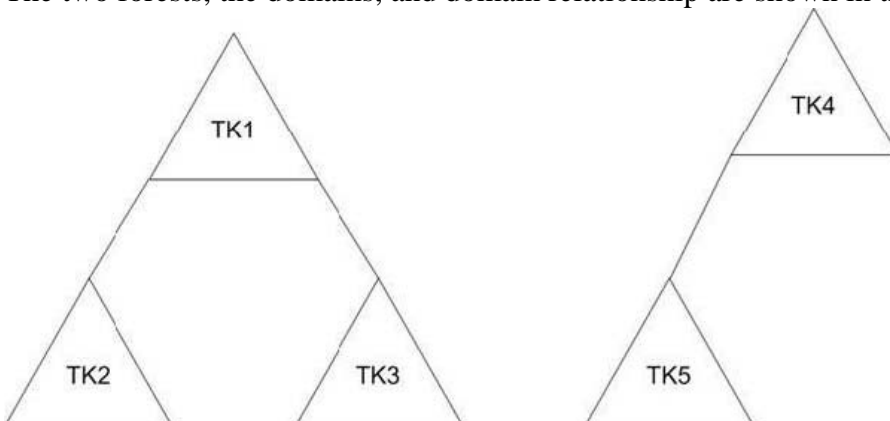 The two forests, the domains, and domain relationship are shown in
TK1
TK4
TK2
TK3
TK5